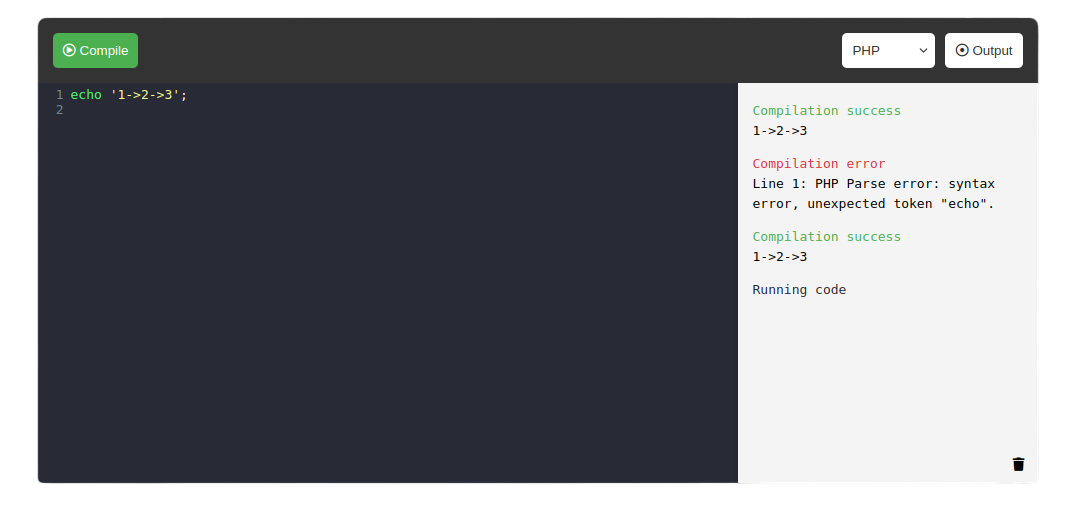 Compile
PHP
Output
1 echo '1->2->3';
2
Compilation success
1->2->3
Compilation error
Line 1: PHP Parse error: syntax
error, unexpected token "echo".
Compilation success
1->2->3
Running code